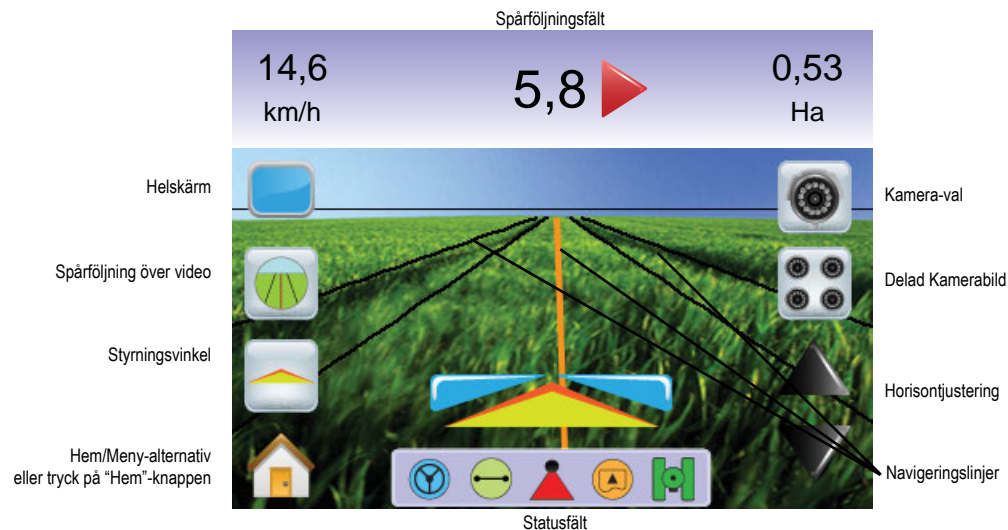 Spårföljningsfält
14,6
km/h
5,8
0,53
Ha
Helskärm
Kamera-val
Spårföljning över video
Delad Kamerabild
Styrningsvinkel
Horisontjustering
Hem/Meny-alternativ
eller tryck på “Hem”-knappen
Navigeringslinjer
Statusfält